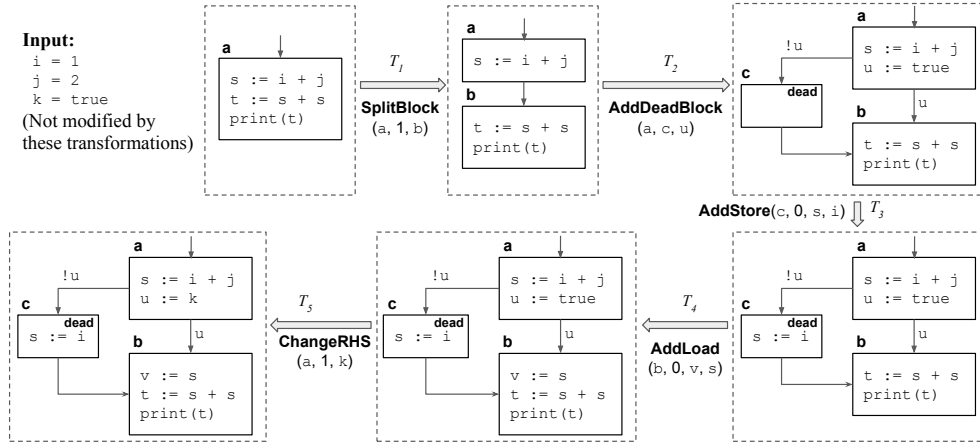 Input:
i = 1
j = 2
k = true
(Not modified by
these transformations)
a
s := i + j
t := s + s
print(t)
T1
SplitBlock
(a, 1, b)
a
s := i + j
b
t := s + s
print(t)
T2
AddDeadBlock
(a, c, u)
a
!u
s := i + j
u := true
c
dead
u
b
t := s + s
print(t)
AddStore(c, 0, s, i)
T3
a
!u
s := i + j
u := true
c
dead
s := i
u
b
t := s + s
print(t)
T4
AddLoad
(b, 0, v, s)
a
!u
s := i + j
u := true
c
dead
s := i
u
b
v := s
t := s + s
print(t)
T5
ChangeRHS
(a, 1, k)
a
!u
s := i + j
u := k
c
dead
s := i
u
b
v := s
t := s + s
print(t)